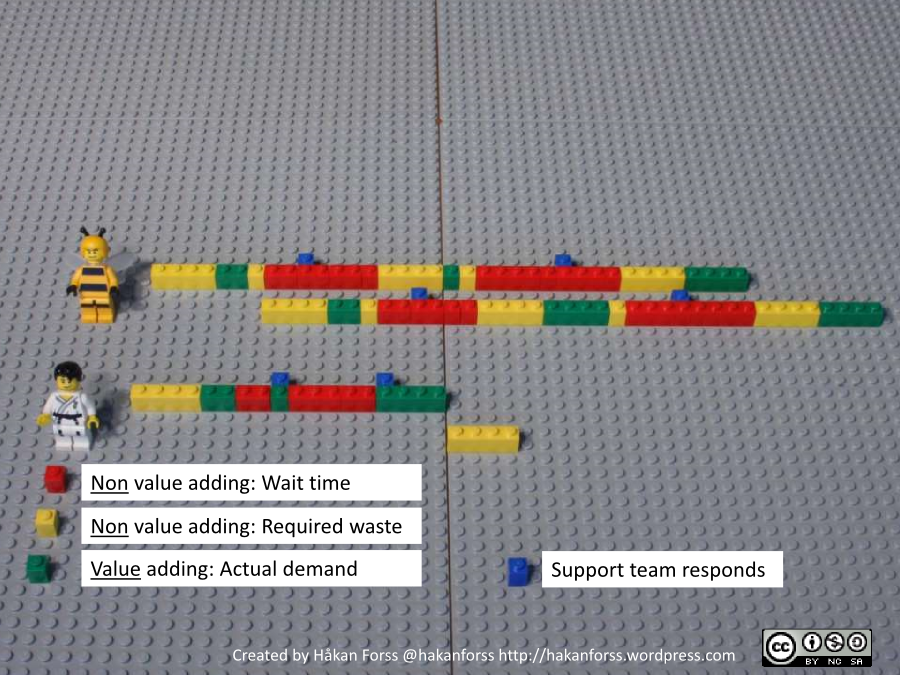 Non value adding: Wait time
Non value adding: Required waste
Value adding: Actual demand
Support team responds
Created by Håkan Forss @hakanforss http://hakanforss.wordpress.com
cc
BY NC SA